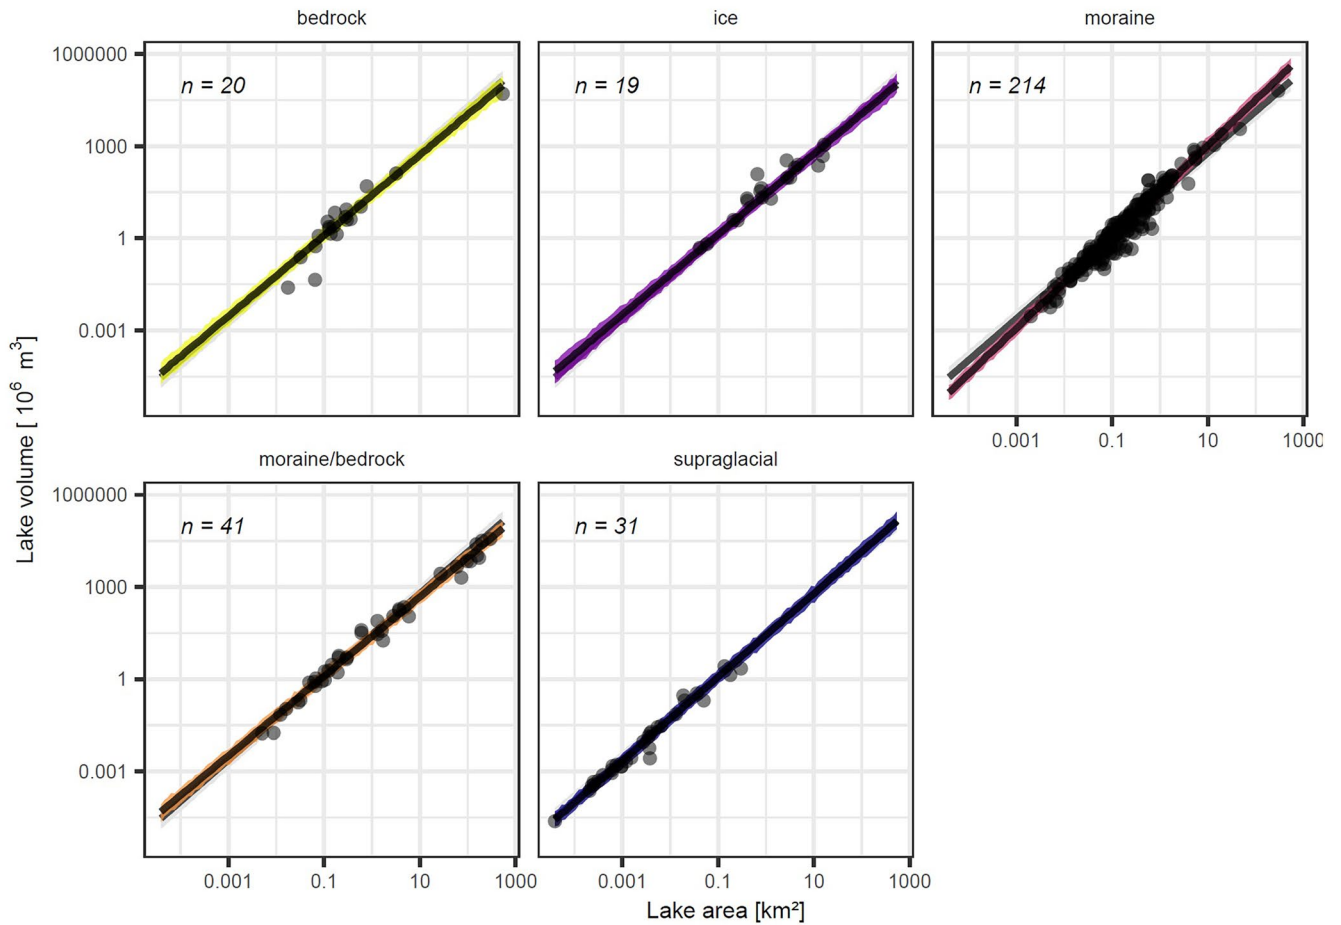 bedrock ice moraine
1000000
n = 20 n = 19 n = 214
1000
1
0.001
0.001 0.1 10 1000
Lake volume [ 10⁶ m³]
moraine/bedrock supraglacial
1000000
n = 41 n = 31
1000
1
0.001
0.001 0.1 10 1000 0.001 0.1 10 1000
Lake area [km²]